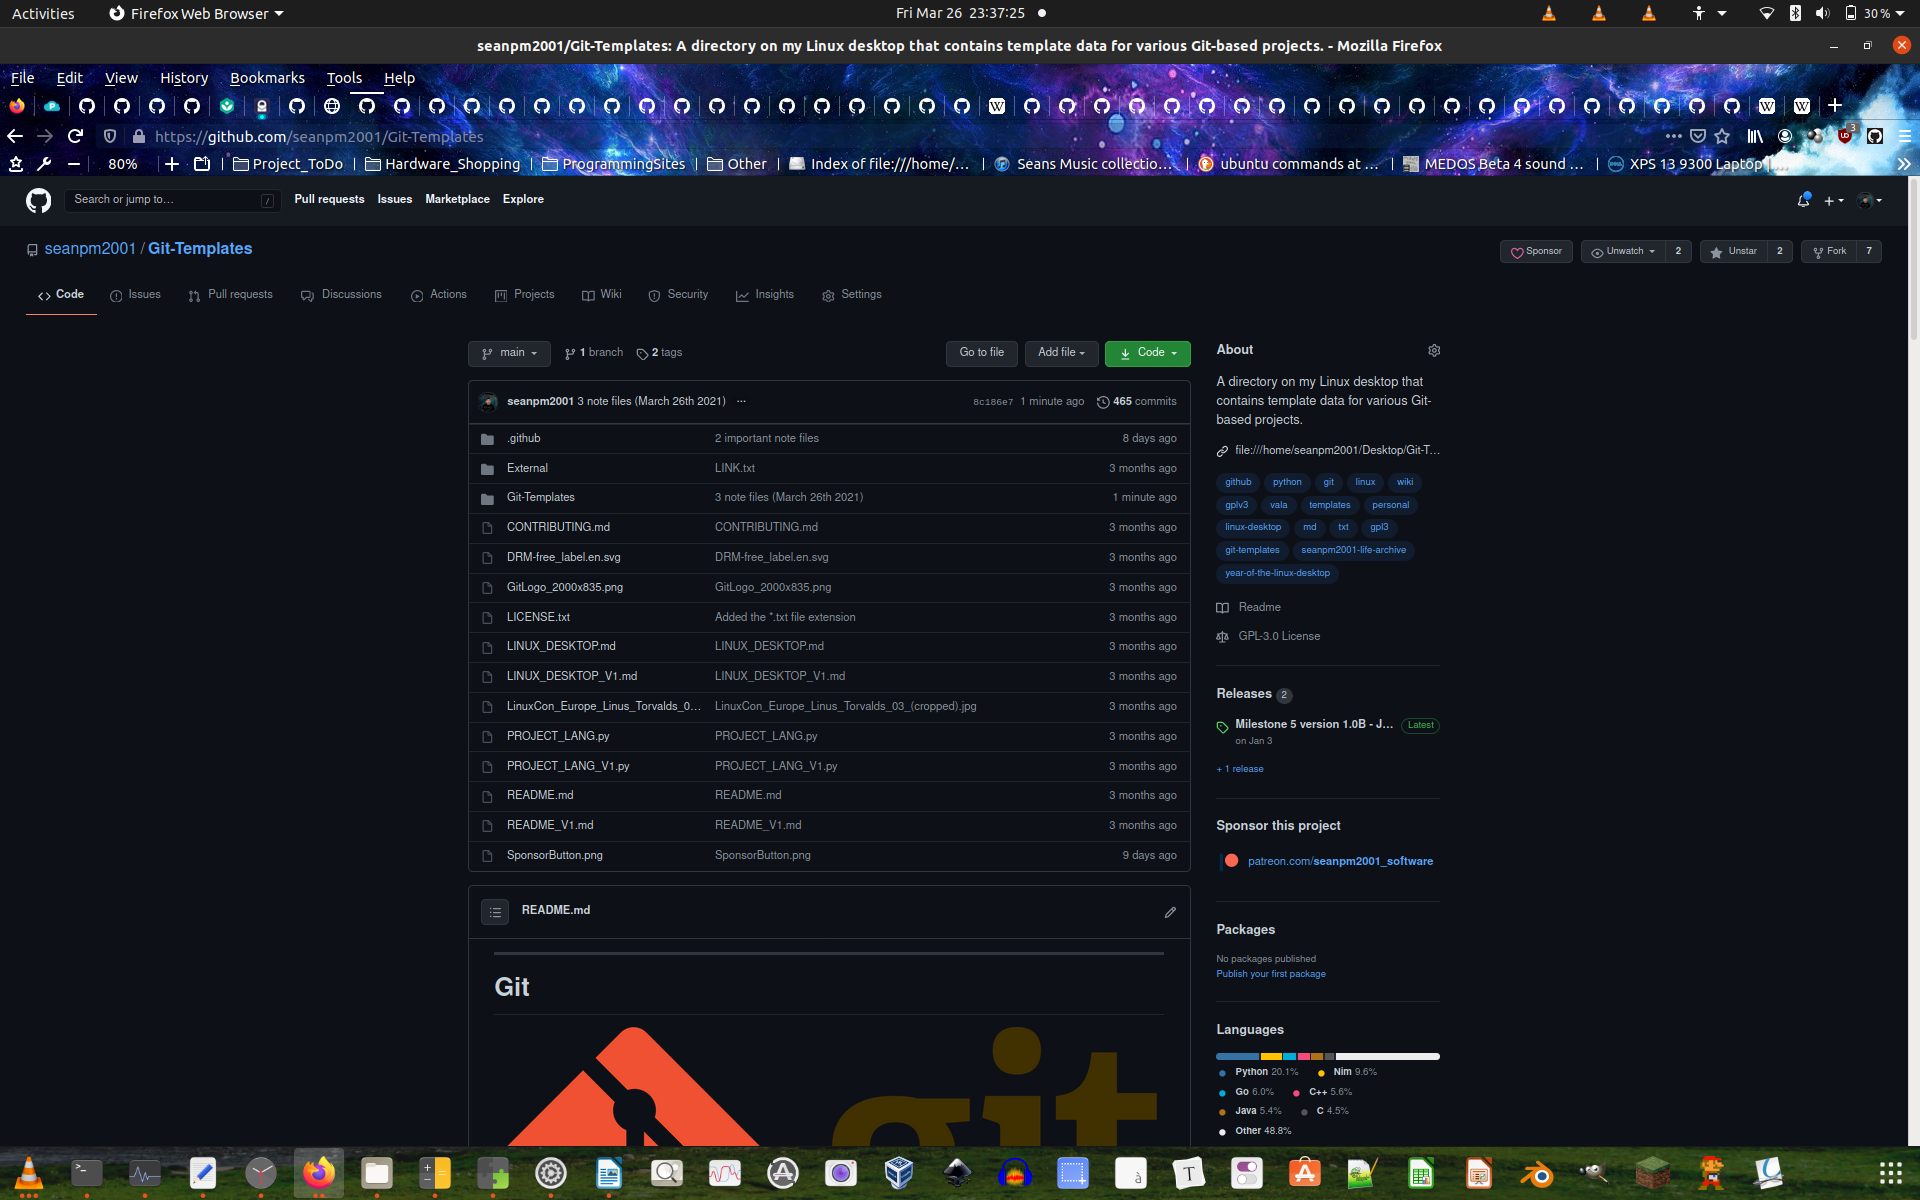 Activities Firefox Web Browser Fri Mar 26 23:37:25 30 %
seanpm2001/Git-Templates: A directory on my Linux desktop that contains template data for various Git-based projects. - Mozilla Firefox
File Edit View History Bookmarks Tools Help
https://github.com/seanpm2001/Git-Templates 3
80% Project_ToDo Hardware_Shopping ProgrammingSites Other Index of file:///home/... Seans Music collectio... ubuntu commands at ... MEDOS Beta 4 sound ... XPS 13 9300 Laptop |...
Search or jump to... / Pull requests Issues Marketplace Explore
seanpm2001 / Git-Templates Sponsor Unwatch 2 Unstar 2 Fork 7
Code Issues Pull requests Discussions Actions Projects Wiki Security Insights Settings
main 1 branch 2 tags Go to file Add file Code
seanpm2001 3 note files (March 26th 2021) ... 8c186e7 1 minute ago 465 commits
.github 2 important note files 8 days ago
External LINK.txt 3 months ago
Git-Templates 3 note files (March 26th 2021) 1 minute ago
CONTRIBUTING.md CONTRIBUTING.md 3 months ago
DRM-free_label.en.svg DRM-free_label.en.svg 3 months ago
GitLogo_2000x835.png GitLogo_2000x835.png 3 months ago
LICENSE.txt Added the *.txt file extension 3 months ago
LINUX_DESKTOP.md LINUX_DESKTOP.md 3 months ago
LINUX_DESKTOP_V1.md LINUX_DESKTOP_V1.md 3 months ago
LinuxCon_Europe_Linus_Torvalds_0... LinuxCon_Europe_Linus_Torvalds_03_(cropped).jpg 3 months ago
PROJECT_LANG.py PROJECT_LANG.py 3 months ago
PROJECT_LANG_V1.py PROJECT_LANG_V1.py 3 months ago
README.md README.md 3 months ago
README_V1.md README_V1.md 3 months ago
SponsorButton.png SponsorButton.png 9 days ago
README.md
Git
git
About
A directory on my Linux desktop that
contains template data for various Git-
based projects.
file:///home/seanpm2001/Desktop/Git-T...
github python git linux wiki
gplv3 vala templates personal
linux-desktop md txt gpl3
git-templates seanpm2001-life-archive
year-of-the-linux-desktop
Readme
GPL-3.0 License
Releases 2
Milestone 5 version 1.0B - J... Latest
on Jan 3
+ 1 release
Sponsor this project
patreon.com/seanpm2001_software
Packages
No packages published
Publish your first package
Languages
Python 20.1% Nim 9.6%
Go 6.0% C++ 5.6%
Java 5.4% C 4.5%
Other 48.8%